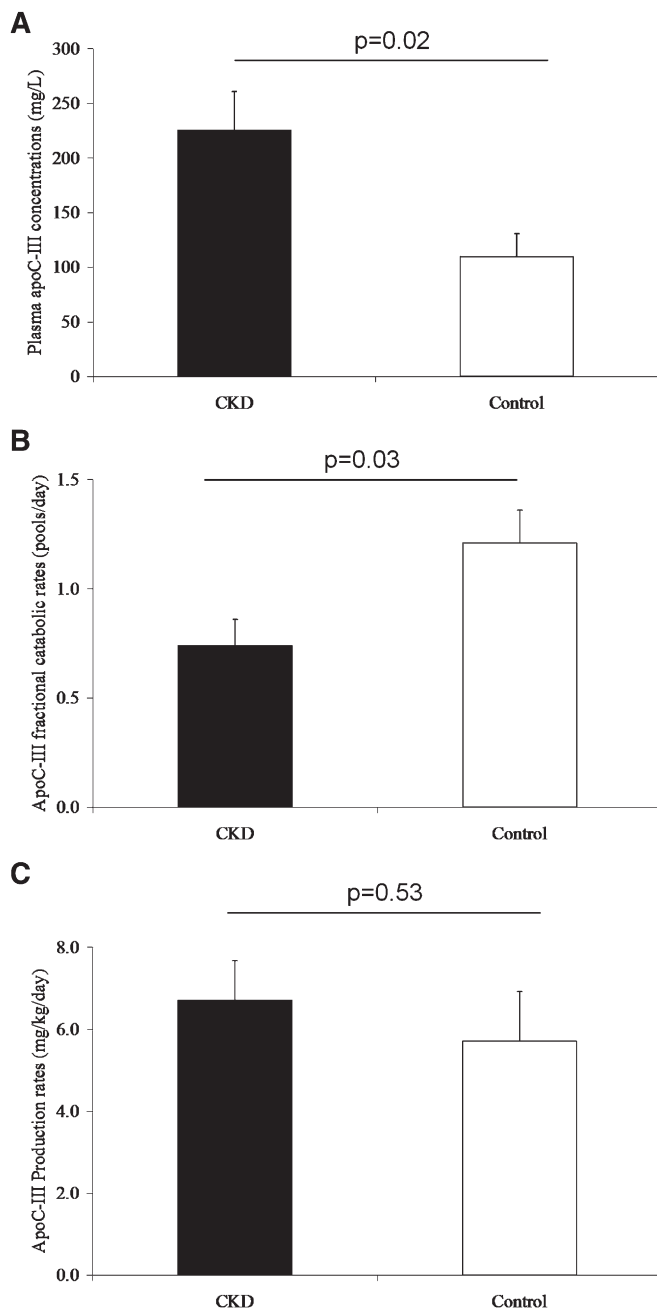 A
p=0.02
Plasma apoC-III concentrations (mg/L)
300
250
200
150
100
50
0
CKD Control
B
p=0.03
ApoC-III fractional catabolic rates (pools/day)
1.5
1.0
0.5
0.0
CKD Control
C
p=0.53
ApoC-III Production rates (mg/kg/day)
8.0
6.0
4.0
2.0
0.0
CKD Control